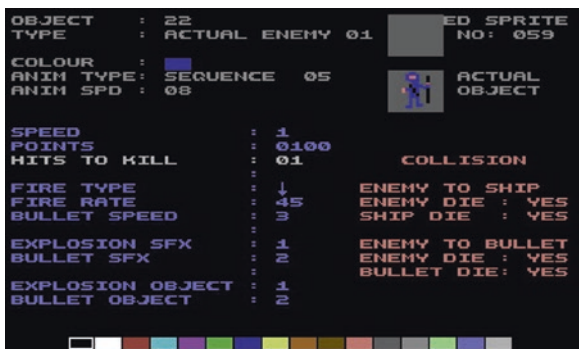 OBJECT : 22 ED SPRITE
TYPE : ACTUAL ENEMY 01 NO: 059
COLOUR :
ANIM TYPE: SEQUENCE 05 ACTUAL
ANIM SPD : 08 OBJECT
SPEED : 1
POINTS : 0100
HITS TO KILL : 01 COLLISION
:
FIRE TYPE : ↓ ENEMY TO SHIP
FIRE RATE : 45 ENEMY DIE : YES
BULLET SPEED : 3 SHIP DIE : YES
:
EXPLOSION SFX : 1 ENEMY TO BULLET
BULLET SFX : 2 ENEMY DIE : YES
: BULLET DIE: YES
EXPLOSION OBJECT : 1
BULLET OBJECT : 2